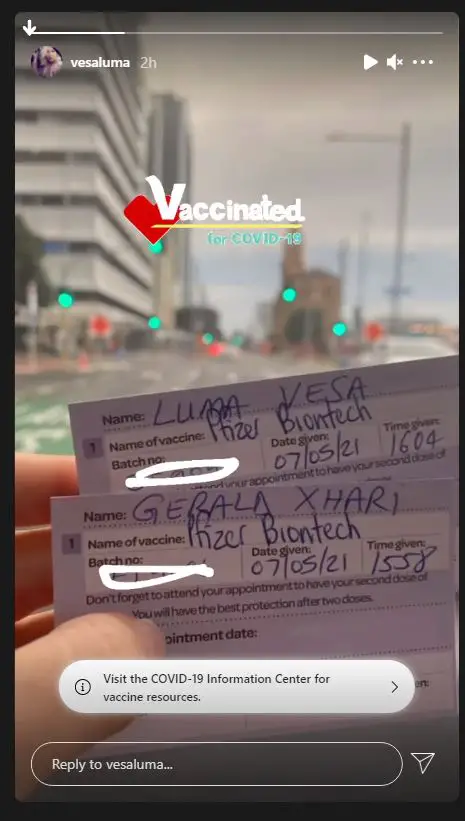 vesaluma 2h
Vaccinated
for COVID-19
Name: LUMA VESA
1 Name of vaccine: Pfizer Biontech
Batch no: Date given: 07/05/21 Time given: 1604
your appointment to have your second dose of
Name: GERALA XHARI
1 Name of vaccine: Pfizer Biontech
Batch no: Date given: 07/05/21 Time given: 1558
Don't forget to attend your appointment to have your second dose of
You will have the best protection after two doses.
ointment date:
Visit the COVID-19 Information Center for
vaccine resources.
Reply to vesaluma...